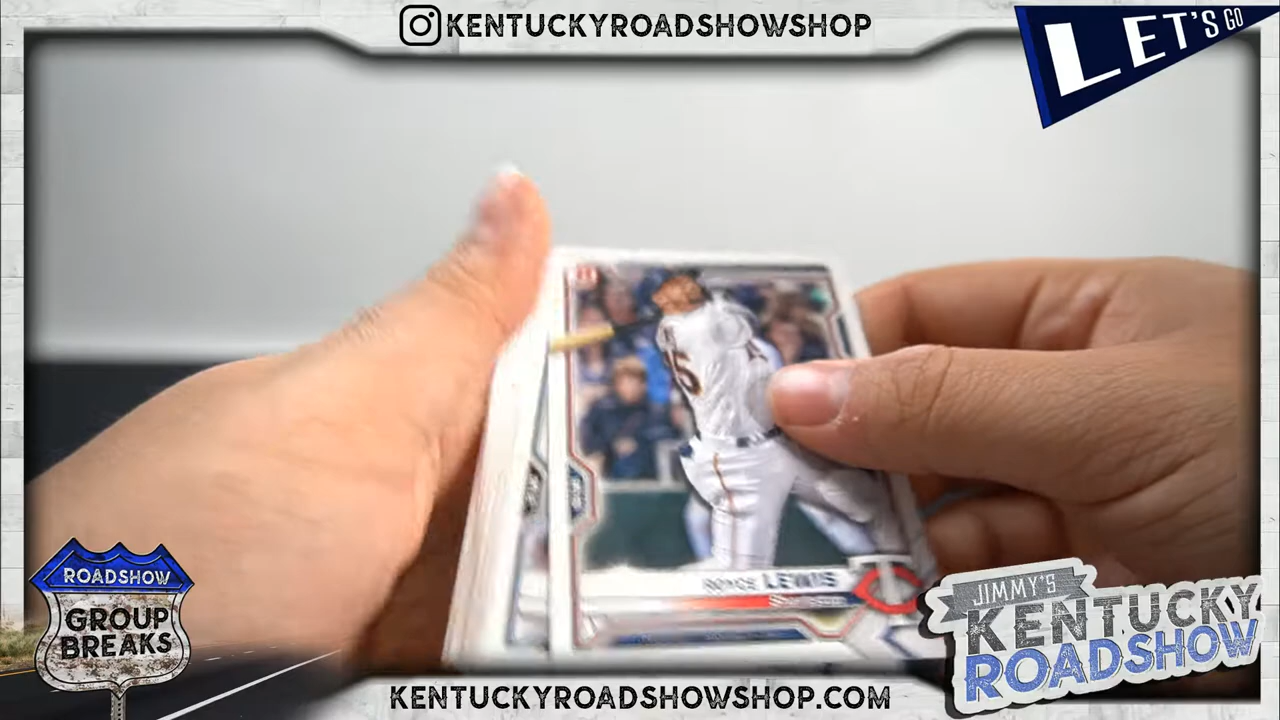 KENTUCKYROADSHOWSHOP
LET'S GO
ROYCE LEWIS
ROADSHOW
GROUP
BREAKS
JIMMY'S
KENTUCKY
ROADSHOW
KENTUCKYROADSHOWSHOP.COM